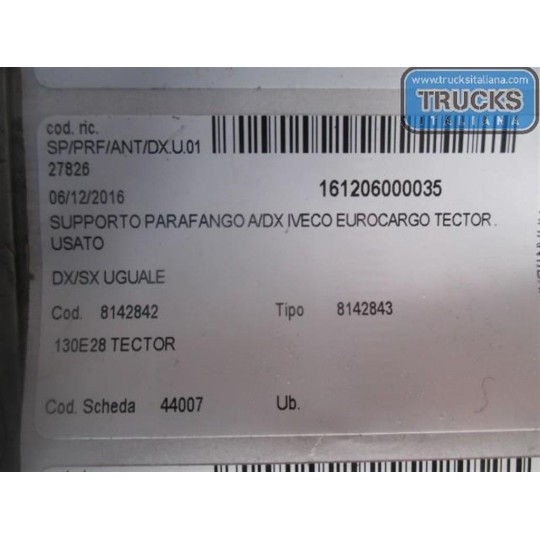 www.trucksitaliana.com
TRUCKS
ITALIANA
cod. ric.
SP/PRF/ANT/DX.U.01
27826
06/12/2016
161206000035
SUPPORTO PARAFANGO A/DX IVECO EUROCARGO TECTOR .
USATO
DX/SX UGUALE
Cod. 8142842 Tipo 8142843
130E28 TECTOR
Cod. Scheda 44007 Ub.